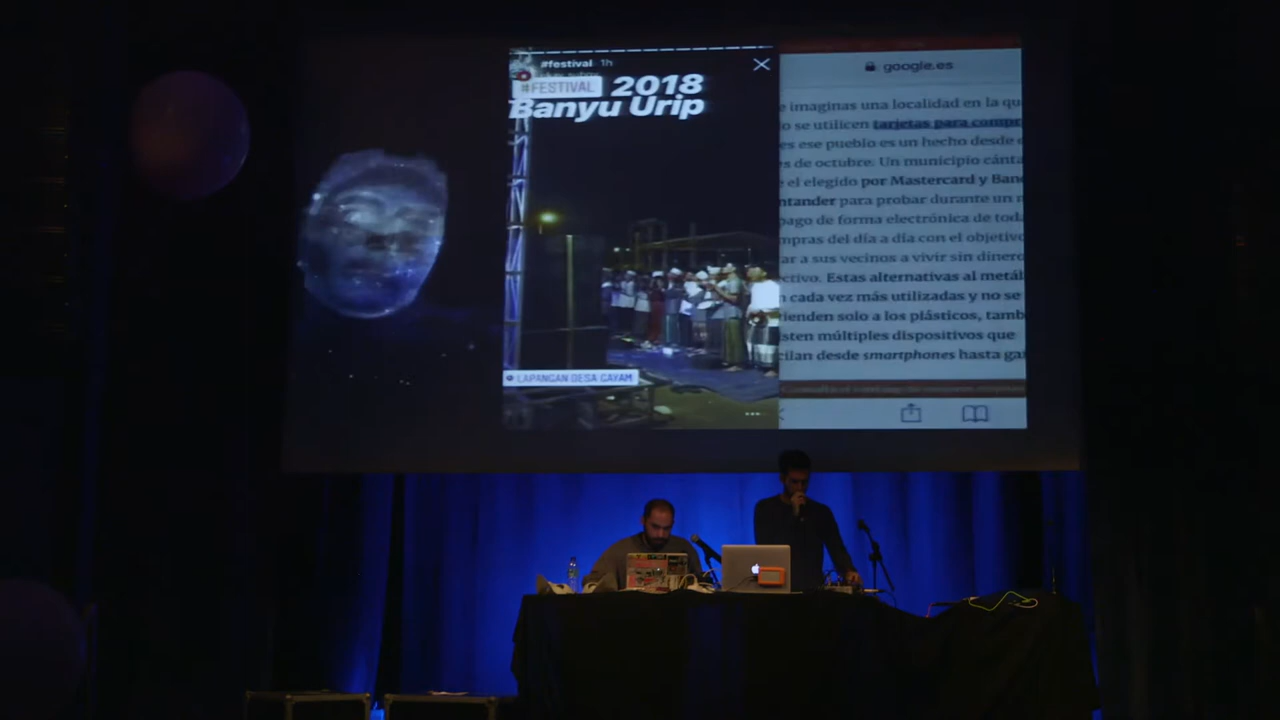 #festival 1h
#FESTIVAL 2018
Banyu Urip
LAPANGAN DESA GAYAM
google.es
e imaginas una localidad en la qu
o se utilicen tarjetas para compr
es ese pueblo es un hecho desde
s de octubre. Un municipio cánta
e el elegido por Mastercard y Ban
ntander para probar durante un
pago de forma electrónica de toda
mpras del día a día con el objetivo
ar a sus vecinos a vivir sin dinero
ctivo. Estas alternativas al metál
n cada vez más utilizadas y no se
tienden solo a los plásticos, tamb
sten múltiples dispositivos que
cilan desde smartphones hasta ga